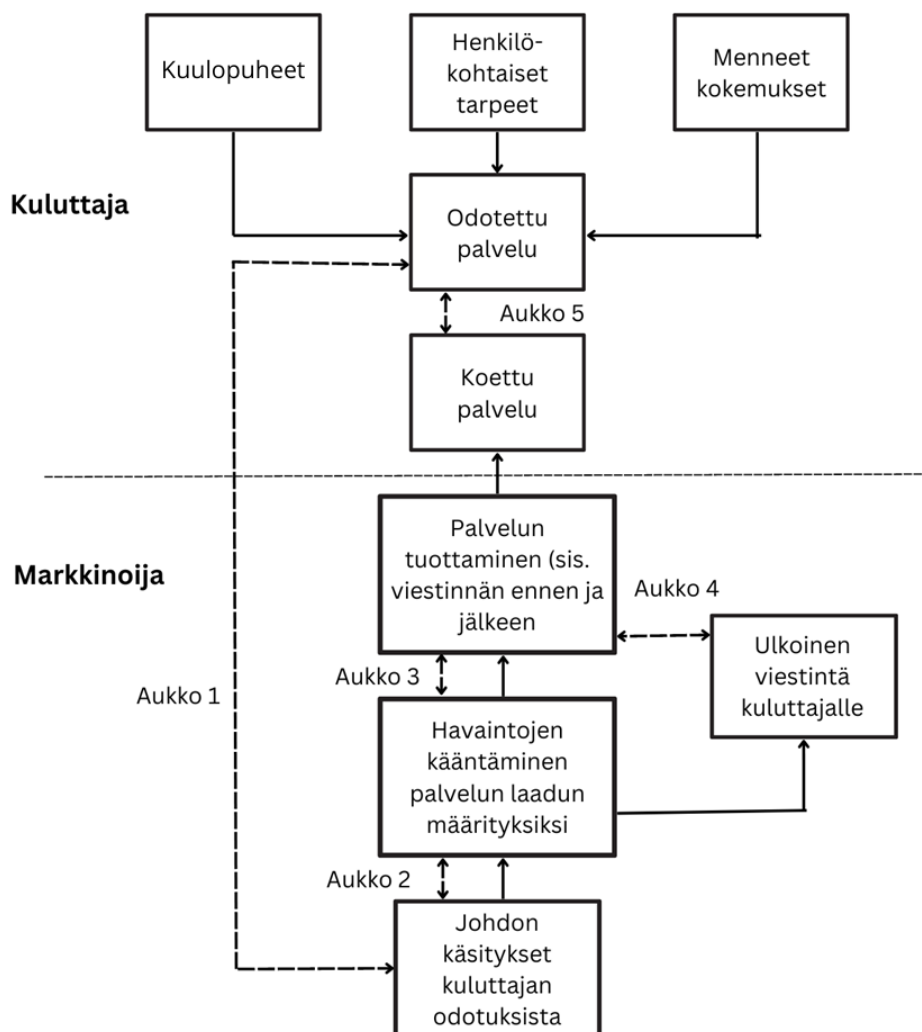 Kuulopuheet
Henkilö-
kohtaiset
tarpeet
Menneet
kokemukset
Kuluttaja
Odotettu
palvelu
Aukko 5
Koettu
palvelu
Markkinoija
Palvelun
tuottaminen (sis.
viestinnän ennen ja
jälkeen
Aukko 4
Ulkoinen
viestintä
kuluttajalle
Aukko 3
Aukko 1
Havaintojen
kääntäminen
palvelun laadun
määrityksiksi
Aukko 2
Johdon
käsitykset
kuluttajan
odotuksista